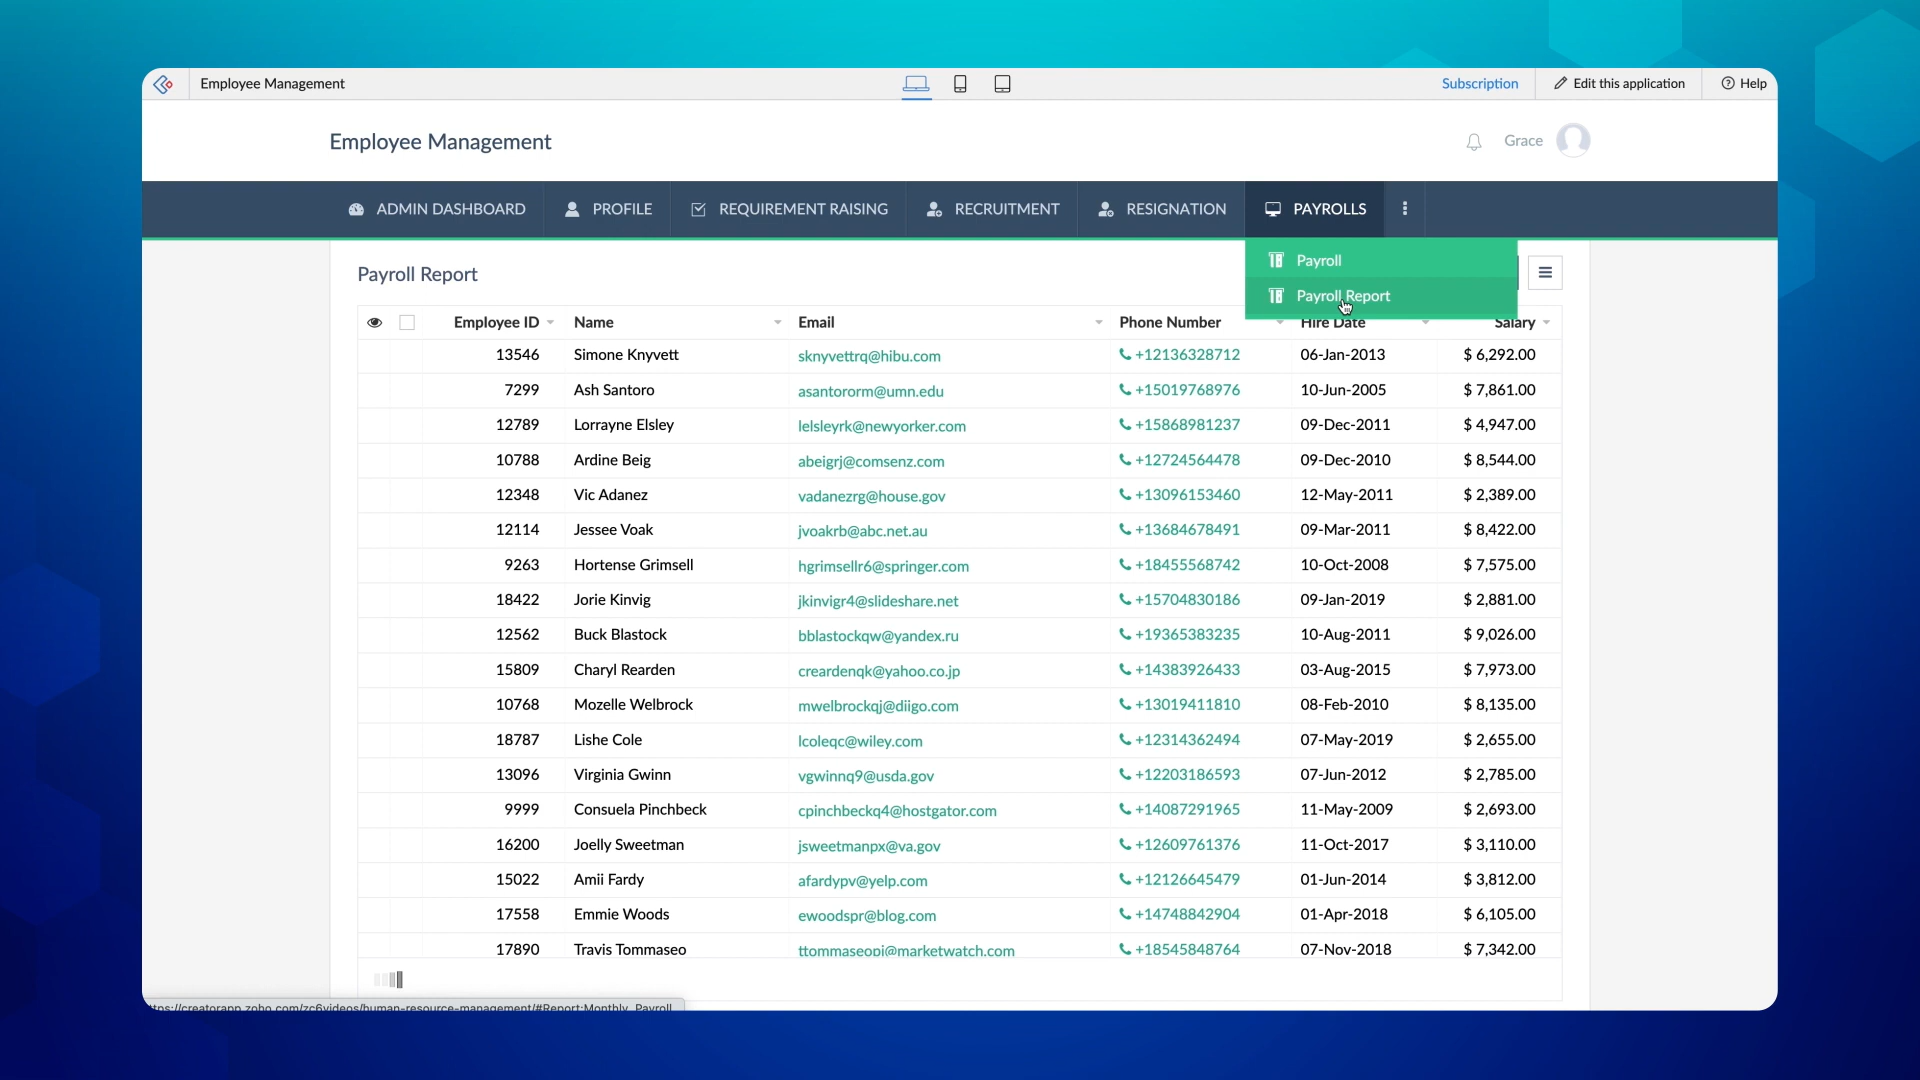 Employee Management
Subscription
Edit this application
Help
Employee Management
Grace
ADMIN DASHBOARD PROFILE REQUIREMENT RAISING RECRUITMENT RESIGNATION PAYROLLS
Payroll
Payroll Report
Payroll Report
Employee ID Name Email Phone Number Hire Date Salary
13546 Simone Knyvett sknyvettrq@hibu.com +12136328712 06-Jan-2013 $ 6,292.00
7299 Ash Santoro asantororm@umn.edu +15019768976 10-Jun-2005 $ 7,861.00
12789 Lorrayne Elsley lelsleyrk@newyorker.com +15868981237 09-Dec-2011 $ 4,947.00
10788 Ardine Beig abeigrj@comsenz.com +12724564478 09-Dec-2010 $ 8,544.00
12348 Vic Adanez vadanezrg@house.gov +13096153460 12-May-2011 $ 2,389.00
12114 Jessee Voak jvoakrb@abc.net.au +13684678491 09-Mar-2011 $ 8,422.00
9263 Hortense Grimsell hgrimsellr6@springer.com +18455568742 10-Oct-2008 $ 7,575.00
18422 Jorie Kinvig jkinvigr4@slideshare.net +15704830186 09-Jan-2019 $ 2,881.00
12562 Buck Blastock bblastockqw@yandex.ru +19365383235 10-Aug-2011 $ 9,026.00
15809 Charyl Rearden creardenqk@yahoo.co.jp +14383926433 03-Aug-2015 $ 7,973.00
10768 Mozelle Welbrock mwelbrockqj@diigo.com +13019411810 08-Feb-2010 $ 8,135.00
18787 Lishe Cole lcoleqc@wiley.com +12314362494 07-May-2019 $ 2,655.00
13096 Virginia Gwinn vgwinnq9@usda.gov +12203186593 07-Jun-2012 $ 2,785.00
9999 Consuela Pinchbeck cpinchbeckq4@hostgator.com +14087291965 11-May-2009 $ 2,693.00
16200 Joelly Sweetman jsweetmanpx@va.gov +12609761376 11-Oct-2017 $ 3,110.00
15022 Amii Fardy afardypv@yelp.com +12126645479 01-Jun-2014 $ 3,812.00
17558 Emmie Woods ewoodspr@blog.com +14748842904 01-Apr-2018 $ 6,105.00
17890 Travis Tommaseo ttommaseopi@marketwatch.com +18545848764 07-Nov-2018 $ 7,342.00
ttps://creatorapp.zoho.com/zc6videos/human-resource-management/#Report:Monthly_Payroll